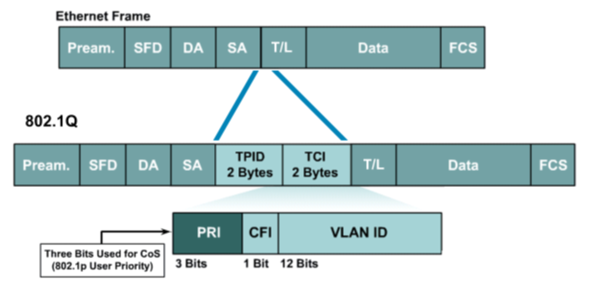 Ethernet Frame
Pream. SFD DA SA T/L Data FCS
802.1Q
Pream. SFD DA SA TPID 2 Bytes TCI 2 Bytes T/L Data FCS
PRI CFI VLAN ID
Three Bits Used for CoS
(802.1p User Priority)
3 Bits 1 Bit 12 Bits